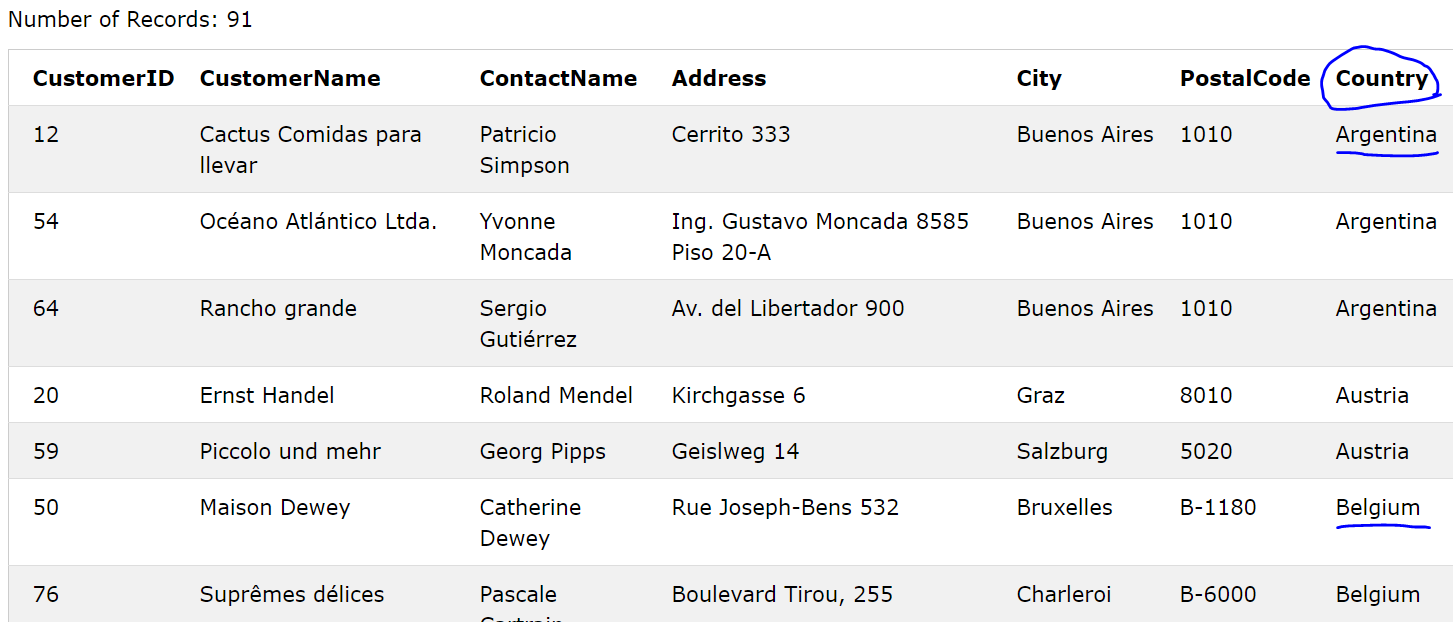 Number of Records: 91
CustomerID CustomerName ContactName Address City PostalCode Country
12 Cactus Comidas para Patricio Cerrito 333 Buenos Aires 1010 Argentina
llevar Simpson
54 Océano Atlántico Ltda. Yvonne Ing. Gustavo Moncada 8585 Buenos Aires 1010 Argentina
Moncada Piso 20-A
64 Rancho grande Sergio Av. del Libertador 900 Buenos Aires 1010 Argentina
Gutiérrez
20 Ernst Handel Roland Mendel Kirchgasse 6 Graz 8010 Austria
59 Piccolo und mehr Georg Pipps Geislweg 14 Salzburg 5020 Austria
50 Maison Dewey Catherine Rue Joseph-Bens 532 Bruxelles B-1180 Belgium
Dewey
76 Suprêmes délices Pascale Boulevard Tirou, 255 Charleroi B-6000 Belgium